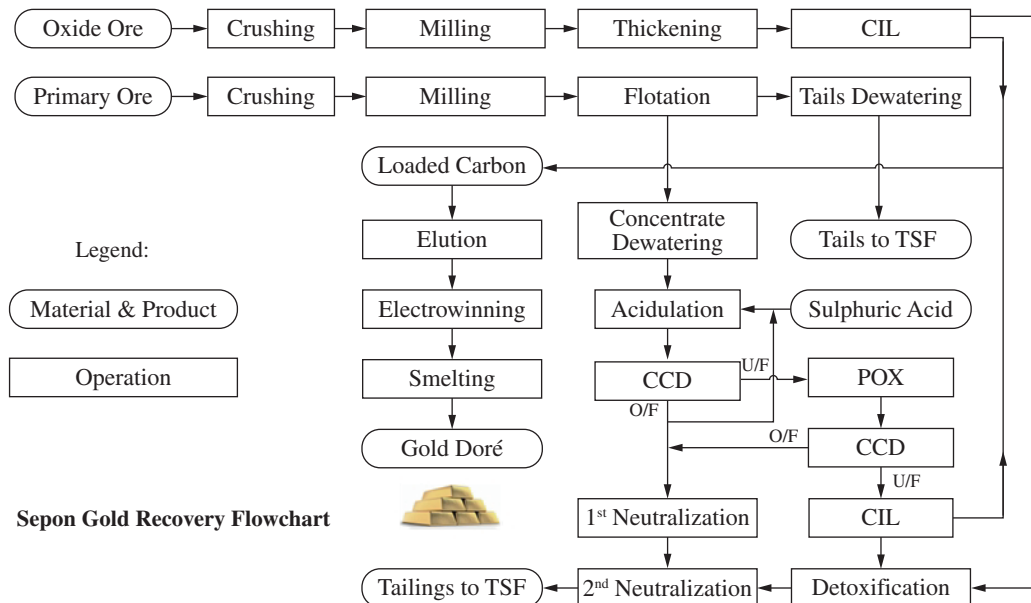 Oxide Ore
Crushing
Milling
Thickening
CIL
Primary Ore
Crushing
Milling
Flotation
Tails Dewatering
Loaded Carbon
Concentrate
Dewatering
Tails to TSF
Legend:
Elution
Material & Product
Electrowinning
Acidulation
Sulphuric Acid
Operation
Smelting
CCD
U/F
POX
O/F
Gold Doré
O/F
CCD
U/F
Sepon Gold Recovery Flowchart
1st Neutralization
CIL
Tailings to TSF
2nd Neutralization
Detoxification